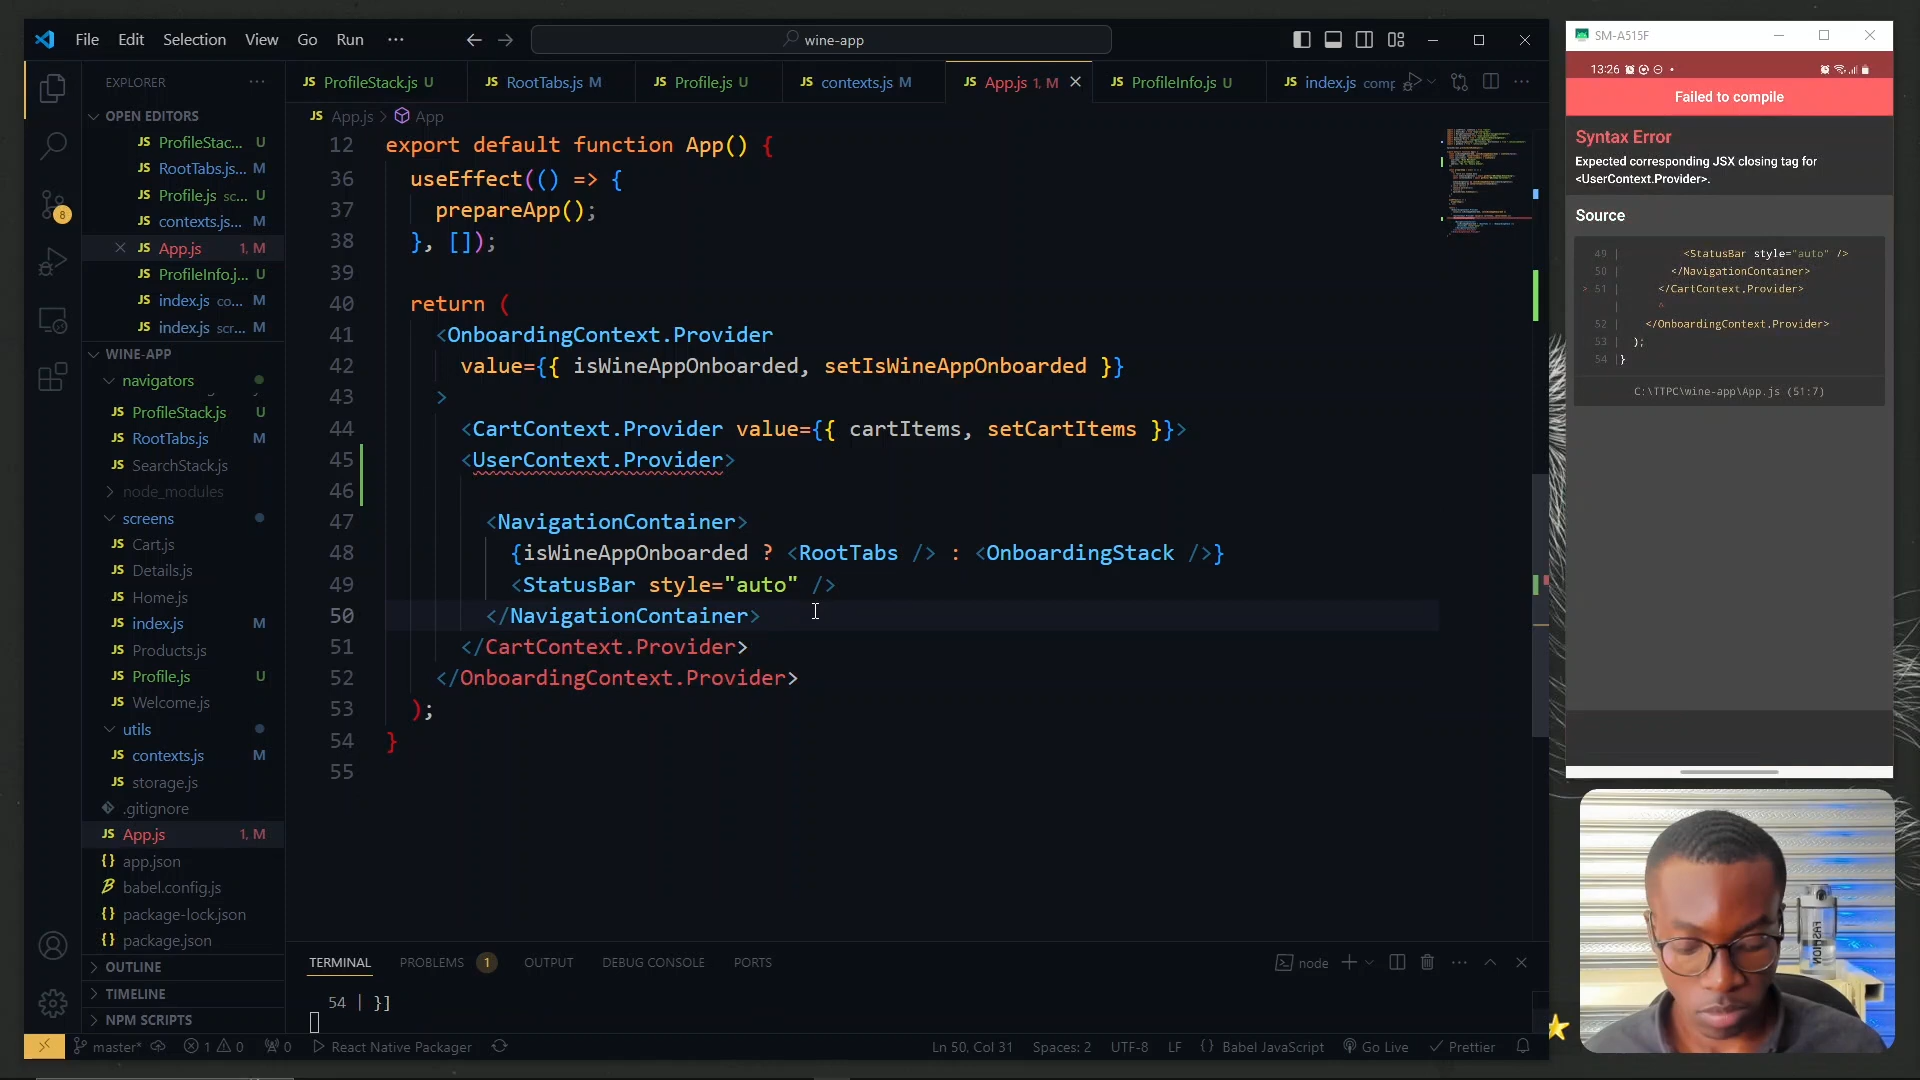 File Edit Selection View Go Run ···
wine-app
SM-A515F
EXPLORER ···
ProfileStack.js U
RootTabs.js M
Profile.js U
contexts.js M
App.js 1, M
ProfileInfo.js U
index.js comp
App.js > App
OPEN EDITORS
ProfileStac... U
RootTabs.js... M
Profile.js sc... U
contexts.js... M
App.js 1, M
ProfileInfo.j... U
index.js co... M
index.js scr... M
WINE-APP
navigators
ProfileStack.js U
RootTabs.js M
SearchStack.js
node_modules
screens
Cart.js
Details.js
Home.js
index.js M
Products.js
Profile.js U
Welcome.js
utils
contexts.js M
storage.js
.gitignore
App.js 1, M
app.json
babel.config.js
package-lock.json
package.json
OUTLINE
TIMELINE
NPM SCRIPTS
8
12 export default function App() {
36 useEffect(() => {
37 prepareApp();
38 }, []);
39
40 return (
41 <OnboardingContext.Provider
42 value={{ isWineAppOnboarded, setIsWineAppOnboarded }}
43 >
44 <CartContext.Provider value={{ cartItems, setCartItems }}>
45 <UserContext.Provider>
46
47 <NavigationContainer>
48 {isWineAppOnboarded ? <RootTabs /> : <OnboardingStack />}
49 <StatusBar style="auto" />
50 </NavigationContainer>
51 </CartContext.Provider>
52 </OnboardingContext.Provider>
53 );
54 }
55
TERMINAL PROBLEMS 1 OUTPUT DEBUG CONSOLE PORTS
node
54 | }]
master* 1 0 0 React Native Packager
Ln 50, Col 31 Spaces: 2 UTF-8 LF {} Babel JavaScript Go Live Prettier
13:26
Failed to compile
Syntax Error
Expected corresponding JSX closing tag for
<UserContext.Provider>.
Source
49 | <StatusBar style="auto" />
50 | </NavigationContainer>
> 51 | </CartContext.Provider>
| ^
52 | </OnboardingContext.Provider>
53 | );
54 | }
C:\TTPC\wine-app\App.js (51:7)
FASHION